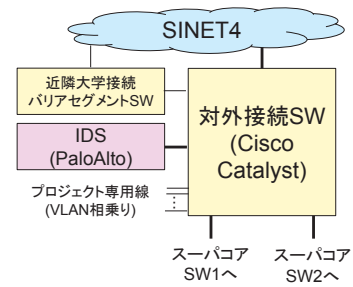 SINET4
近隣大学接続
バリアセグメントSW
対外接続SW
(Cisco
Catalyst)
IDS
(PaloAlto)
プロジェクト専用線
(VLAN相乗り)
スーパコア
SW1へ
スーパコア
SW2へ